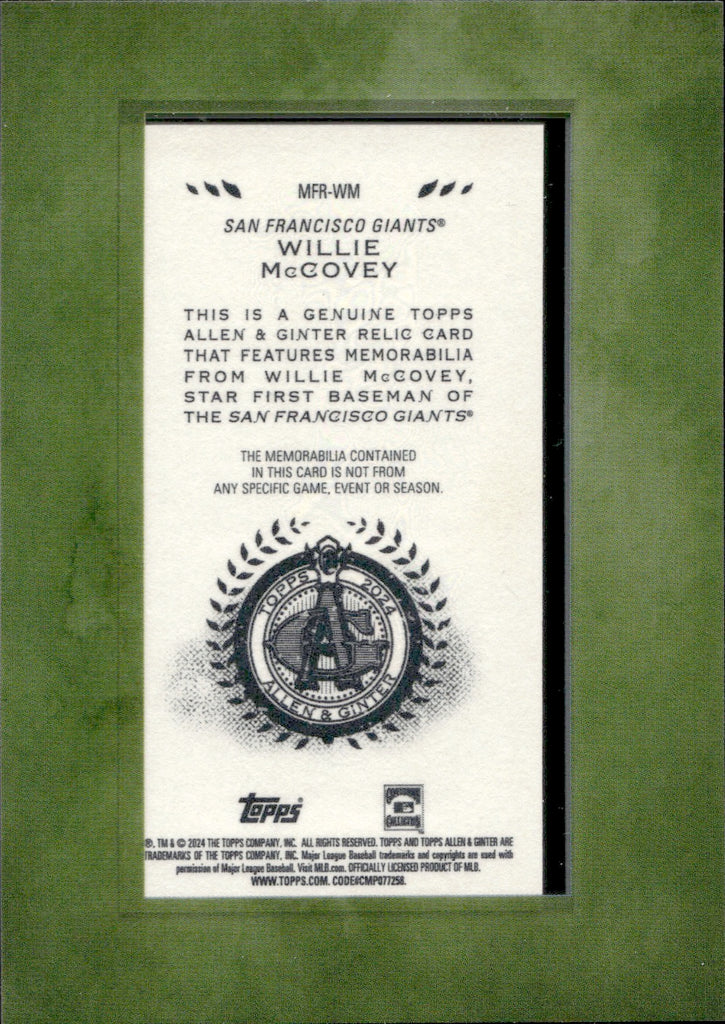 MFR-WM
SAN FRANCISCO GIANTS®
WILLIE
McCOVEY
THIS IS A GENUINE TOPPS
ALLEN & GINTER RELIC CARD
THAT FEATURES MEMORABILIA
FROM WILLIE McCOVEY,
STAR FIRST BASEMAN OF
THE SAN FRANCISCO GIANTS®
THE MEMORABILIA CONTAINED
IN THIS CARD IS NOT FROM
ANY SPECIFIC GAME, EVENT OR SEASON.
TOPPS 2024
A&G
ALLEN & GINTER
Topps®
COOPERSTOWN
COLLECTION
®, TM & © 2024 THE TOPPS COMPANY, INC. ALL RIGHTS RESERVED. TOPPS AND TOPPS ALLEN & GINTER ARE
TRADEMARKS OF THE TOPPS COMPANY, INC. Major League Baseball trademarks and copyrights are used with
permission of Major League Baseball. Visit MLB.com. OFFICIALLY LICENSED PRODUCT OF MLB.
WWW.TOPPS.COM. CODE#CMP077258.